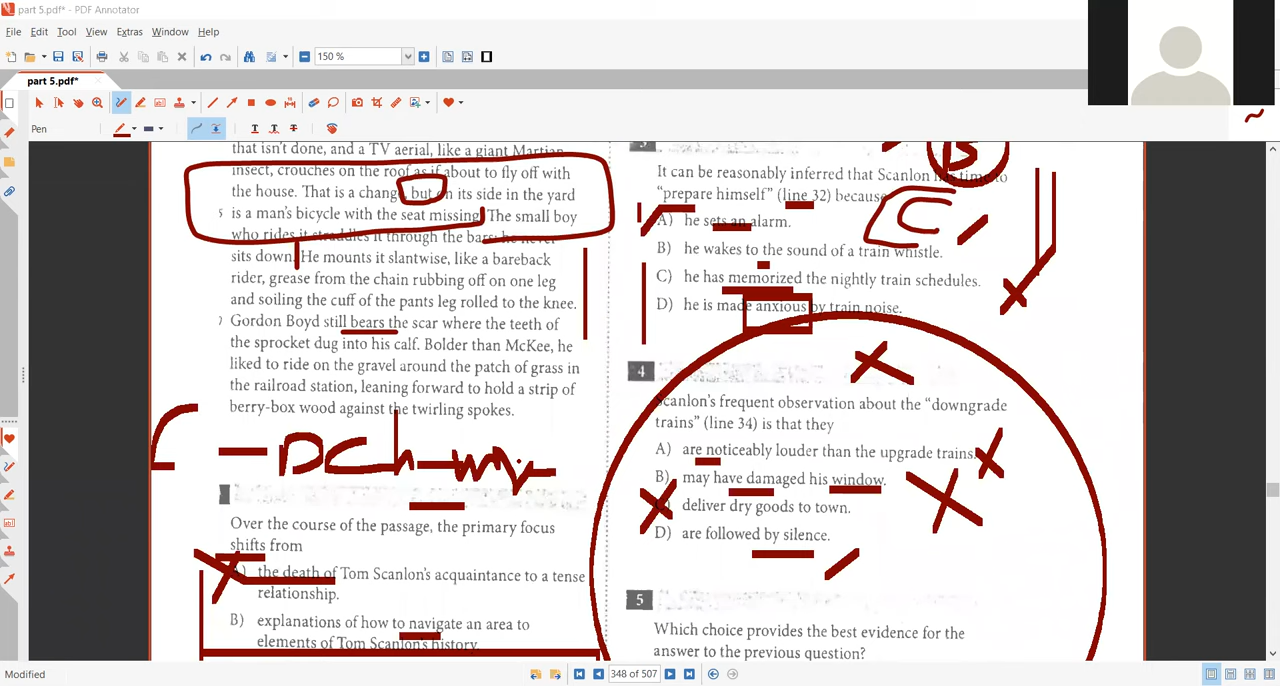 part 5.pdf* - PDF Annotator
File Edit Tool View Extras Window Help
150 %
part 5.pdf*
Pen
that isn't done, and a TV aerial, like a giant Martian
insect, crouches on the roof as if about to fly off with
the house. That is a change, but on its side in the yard
5 is a man's bicycle with the seat missing. The small boy
who rides it straddles it through the bars; he never
sits down. He mounts it slantwise, like a bareback
rider, grease from the chain rubbing off on one leg
and soiling the cuff of the pants leg rolled to the knee.
Gordon Boyd still bears the scar where the teeth of
the sprocket dug into his calf. Bolder than McKee, he
liked to ride on the gravel around the patch of grass in
the railroad station, leaning forward to hold a strip of
berry-box wood against the twirling spokes.
Over the course of the passage, the primary focus
shifts from
the death of Tom Scanlon's acquaintance to a tense
relationship.
B) explanations of how to navigate an area to
elements of Tom Scanlon's history.
3
B
It can be reasonably inferred that Scanlon has time to
"prepare himself" (line 32) because
C
A) he sets an alarm.
B) he wakes to the sound of a train whistle.
C) he has memorized the nightly train schedules.
D) he is made anxious by train noise.
4
Scanlon's frequent observation about the "downgrade
trains" (line 34) is that they
A) are noticeably louder than the upgrade trains.
B) may have damaged his window.
deliver dry goods to town.
D) are followed by silence.
5
Which choice provides the best evidence for the
answer to the previous question?
Modified
348 of 507